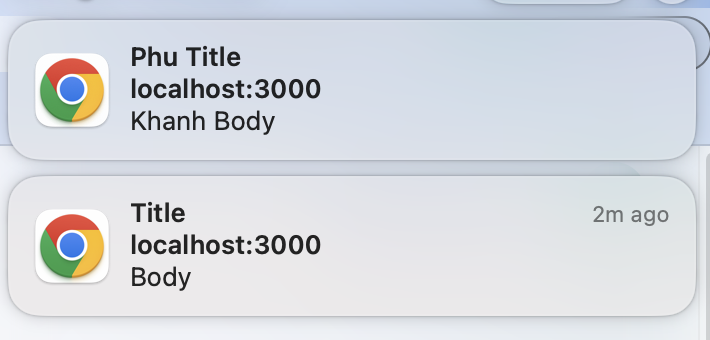 Phu Title
localhost:3000
Khanh Body
Title
2m ago
localhost:3000
Body